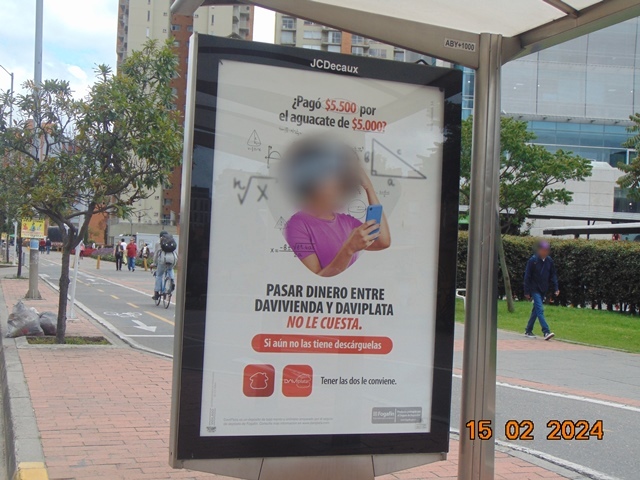 ABY+1000
JCDecaux
¿Pagó $5.500 por
el aguacate de $5.000?
PASAR DINERO ENTRE
DAVIVIENDA Y DAVIPLATA
NO LE CUESTA.
Si aún no las tiene descárguelas
Tener las dos le conviene.
15 02 2024